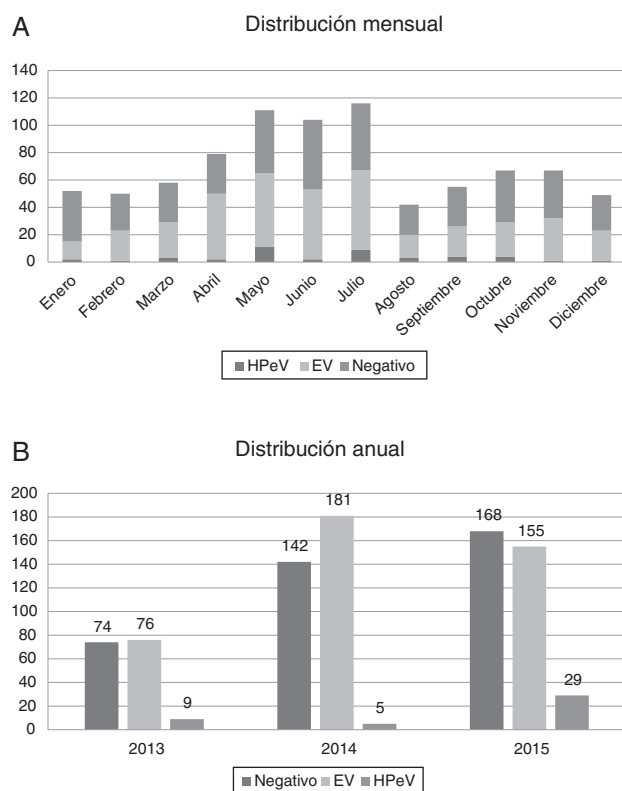 A
Distribución mensual
140
120
100
80
60
40
20
0
Enero
Febrero
Marzo
Abril
Mayo
Junio
Julio
Agosto
Septiembre
Octubre
Noviembre
Diciembre
HPeV EV Negativo
B
Distribución anual
200
180
160
140
120
100
80
60
40
20
0
74
76
9
142
181
5
168
155
29
2013
2014
2015
Negativo EV HPeV